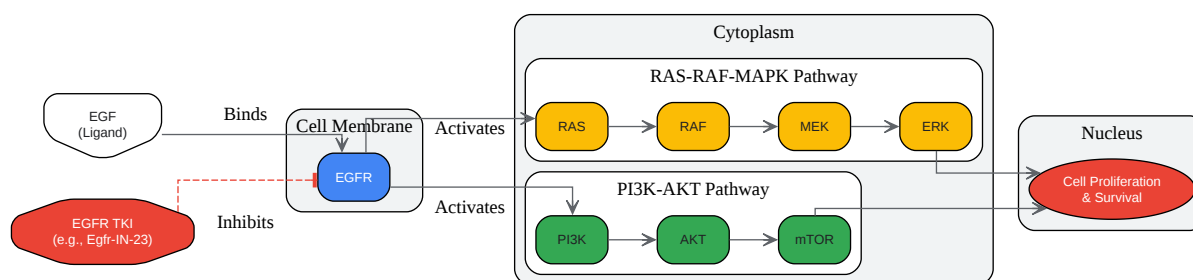 Cytoplasm
RAS-RAF-MAPK Pathway
EGF
(Ligand)
Binds
Cell Membrane
Activates
RAS
RAF
MEK
ERK
Nucleus
EGFR
PI3K-AKT Pathway
Cell Proliferation
& Survival
EGFR TKI
(e.g., Egfr-IN-23)
Inhibits
Activates
PI3K
AKT
mTOR